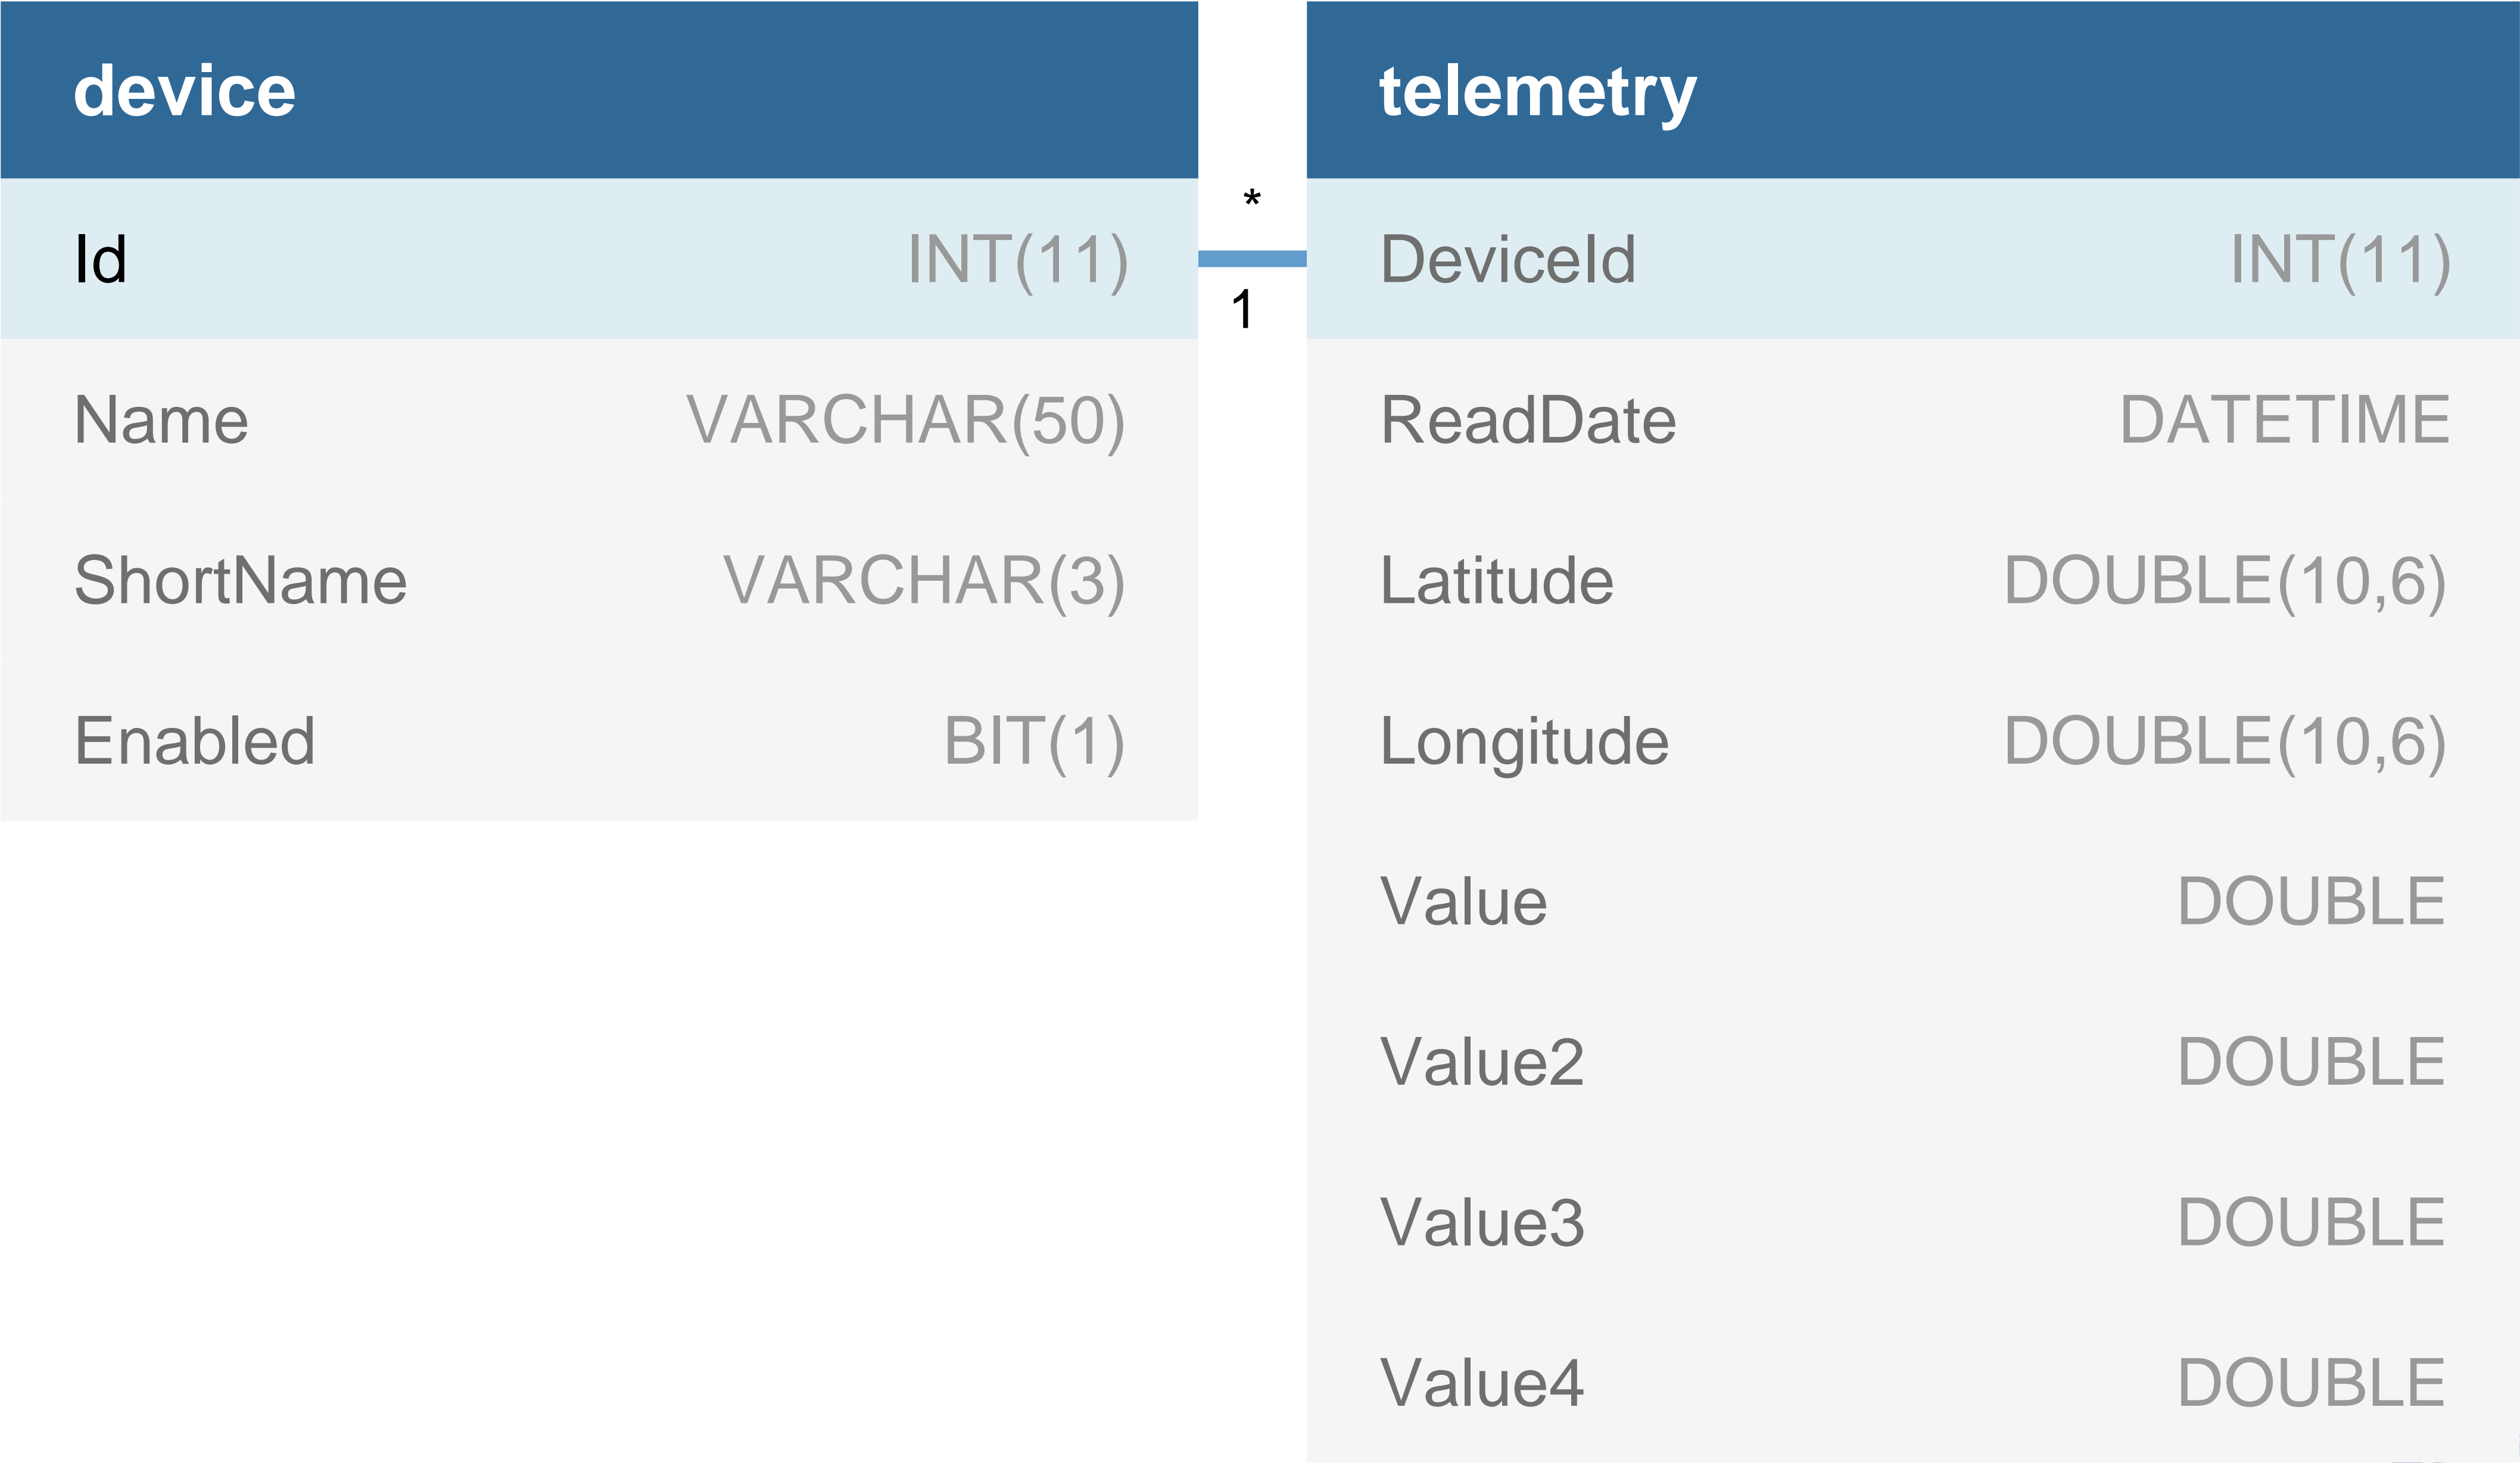 device
Id INT(11)
Name VARCHAR(50)
ShortName VARCHAR(3)
Enabled BIT(1)
*
1
telemetry
DeviceId INT(11)
ReadDate DATETIME
Latitude DOUBLE(10,6)
Longitude DOUBLE(10,6)
Value DOUBLE
Value2 DOUBLE
Value3 DOUBLE
Value4 DOUBLE